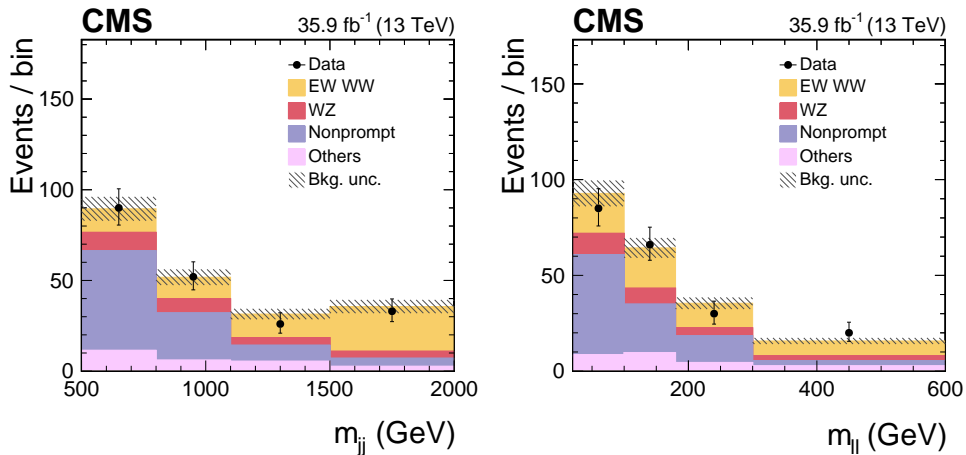 CMS 35.9 fb⁻¹ (13 TeV)
Events / bin
150
100
50
0
Data
EW WW
WZ
Nonprompt
Others
Bkg. unc.
500 1000 1500 2000
m_jj (GeV)
CMS 35.9 fb⁻¹ (13 TeV)
Events / bin
150
100
50
0
Data
EW WW
WZ
Nonprompt
Others
Bkg. unc.
200 400 600
m_ll (GeV)